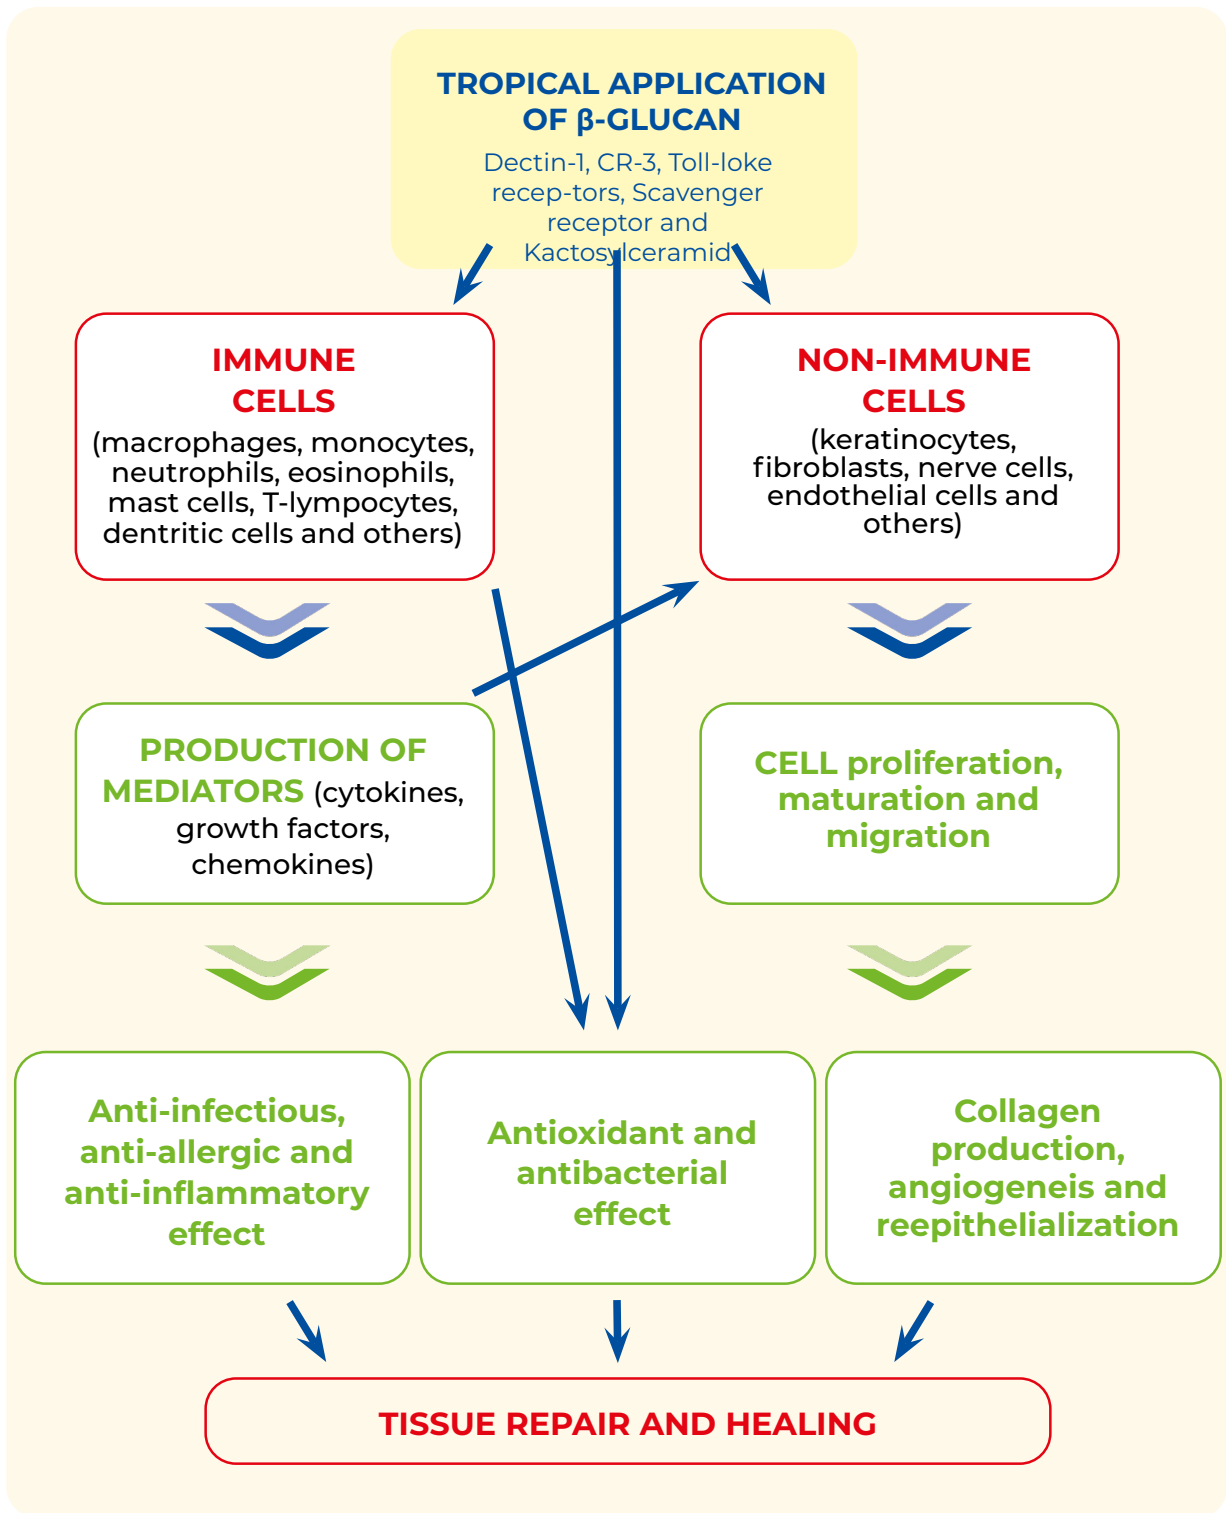 TROPICAL APPLICATION
OF β-GLUCAN
Dectin-1, CR-3, Toll-loke
recep-tors, Scavenger
receptor and
Kactosylceramid
IMMUNE
CELLS
(macrophages, monocytes,
neutrophils, eosinophils,
mast cells, T-lympocytes,
dentritic cells and others)
NON-IMMUNE
CELLS
(keratinocytes,
fibroblasts, nerve cells,
endothelial cells and
others)
PRODUCTION OF
MEDIATORS (cytokines,
growth factors,
chemokines)
CELL proliferation,
maturation and
migration
Anti-infectious,
anti-allergic and
anti-inflammatory
effect
Antioxidant and
antibacterial
effect
Collagen
production,
angiogeneis and
reepithelialization
TISSUE REPAIR AND HEALING